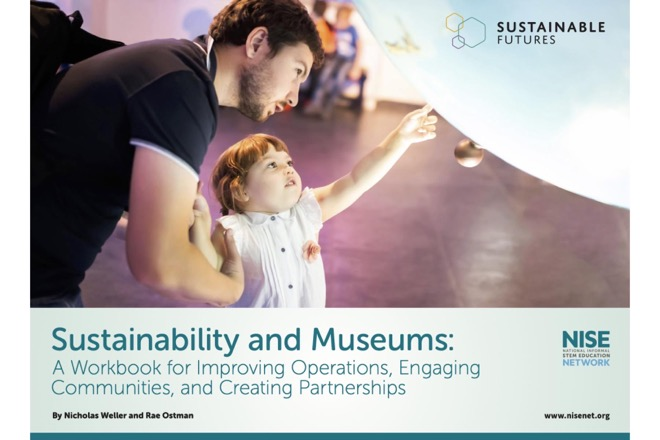 SUSTAINABLE
FUTURES
Sustainability and Museums:
A Workbook for Improving Operations, Engaging
Communities, and Creating Partnerships
By Nicholas Weller and Rae Ostman
NISE
NATIONAL INFORMAL
STEM EDUCATION
NETWORK
www.nisenet.org